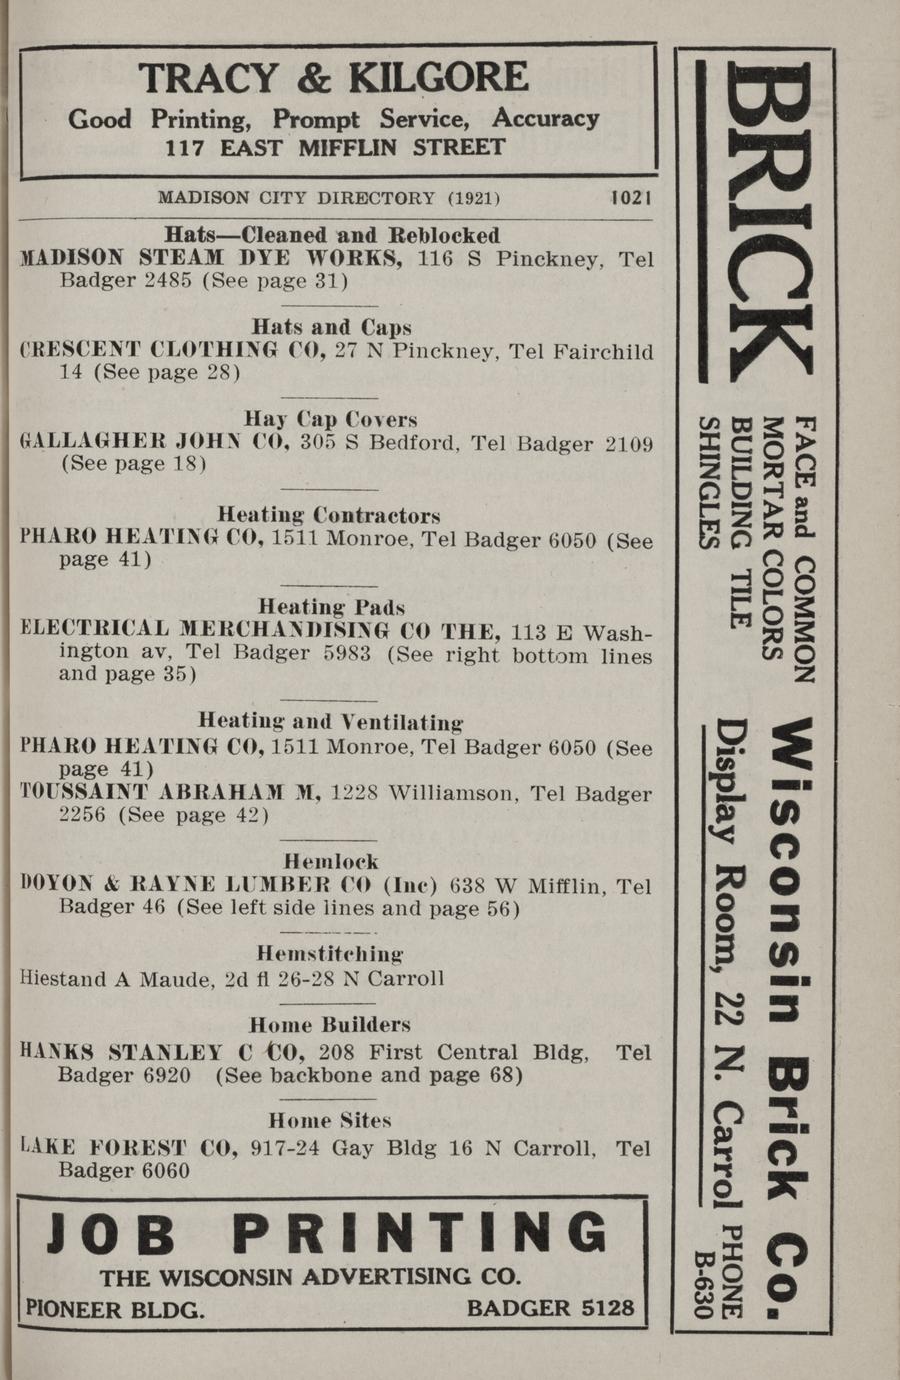 TRACY & KILGORE
Good Printing, Prompt Service, Accuracy
117 EAST MIFFLIN STREET
MADISON CITY DIRECTORY (1921) 1021
Hats—Cleaned and Reblocked
MADISON STEAM DYE WORKS, 116 S Pinckney, Tel
Badger 2485 (See page 31)
Hats and Caps
CRESCENT CLOTHING CO, 27 N Pinckney, Tel Fairchild
14 (See page 28)
Hay Cap Covers
GALLAGHER JOHN CO, 305 S Bedford, Tel Badger 2109
(See page 18)
Heating Contractors
PHARO HEATING CO, 1511 Monroe, Tel Badger 6050 (See
page 41)
Heating Pads
ELECTRICAL MERCHANDISING CO THE, 113 E Wash-
ington av, Tel Badger 5983 (See right bottom lines
and page 35)
Heating and Ventilating
PHARO HEATING CO, 1511 Monroe, Tel Badger 6050 (See
page 41)
TOUSSAINT ABRAHAM M, 1228 Williamson, Tel Badger
2256 (See page 42)
Hemlock
DOYON & RAYNE LUMBER CO (Inc) 638 W Mifflin, Tel
Badger 46 (See left side lines and page 56)
Hemstitching
Hiestand A Maude, 2d fl 26-28 N Carroll
Home Builders
HANKS STANLEY C CO, 208 First Central Bldg, Tel
Badger 6920 (See backbone and page 68)
Home Sites
LAKE FOREST CO, 917-24 Gay Bldg 16 N Carroll, Tel
Badger 6060
JOB PRINTING
THE WISCONSIN ADVERTISING CO.
PIONEER BLDG. BADGER 5128
BRICK
FACE and COMMON
MORTAR COLORS
BUILDING TILE
SHINGLES
Wisconsin Brick Co.
Display Room, 22 N. Carrol
PHONE
B-630